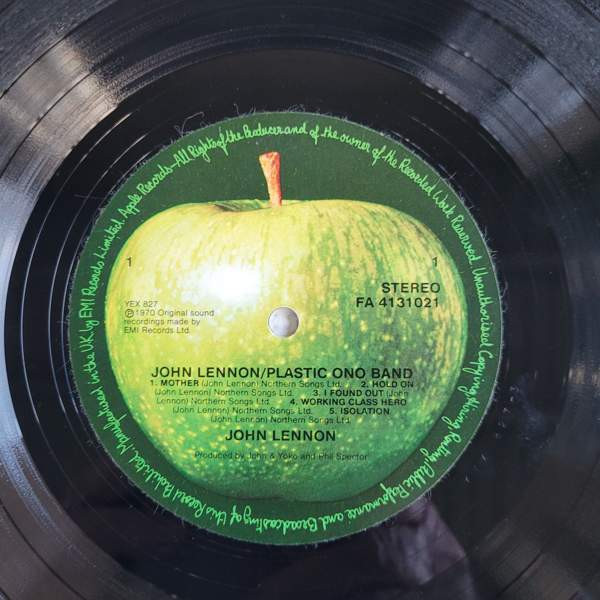 Manufactured in the U.K. by EMI Records Limited. Apple Records—All Rights of the Producer and of the owner of the Recorded Work Reserved. Unauthorised Copying, Hiring, Lending, Public Performance and Broadcasting of this Record Prohibited.
1
1
STEREO
FA 4131021
YEX 827
Ⓟ1970 Original sound
recordings made by
EMI Records Ltd.
JOHN LENNON/PLASTIC ONO BAND
1. MOTHER (John Lennon) Northern Songs Ltd. 2. HOLD ON
(John Lennon) Northern Songs Ltd. 3. I FOUND OUT (John
Lennon) Northern Songs Ltd. 4. WORKING CLASS HERO
(John Lennon) Northern Songs Ltd. 5. ISOLATION
(John Lennon) Northern Songs Ltd.
JOHN LENNON
Produced by John & Yoko and Phil Spector